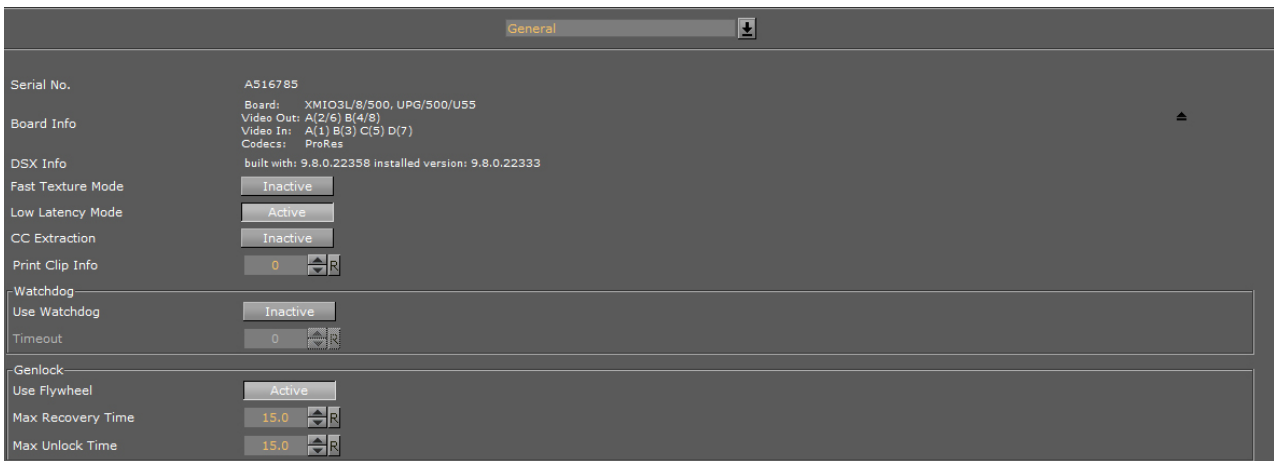 General
Serial No. A516785
Board Info
Board: XMIO3L/8/500, UPG/500/U55
Video Out: A(2/6) B(4/8)
Video In: A(1) B(3) C(5) D(7)
Codecs: ProRes
DSX Info built with: 9.8.0.22358 installed version: 9.8.0.22333
Fast Texture Mode Inactive
Low Latency Mode Active
CC Extraction Inactive
Print Clip Info 0 R
Watchdog
Use Watchdog Inactive
Timeout 0 R
Genlock
Use Flywheel Active
Max Recovery Time 15.0 R
Max Unlock Time 15.0 R